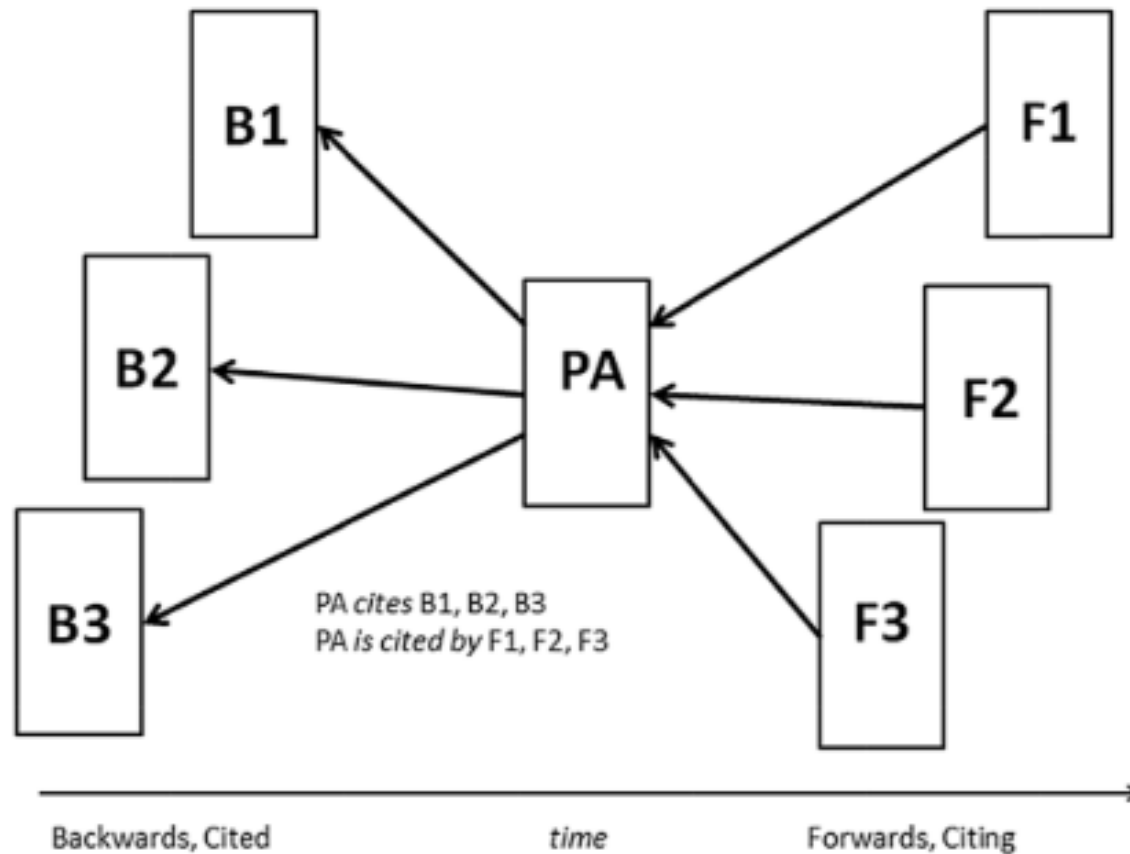 B1
F1
B2
PA
F2
B3
F3
PA cites B1, B2, B3
PA is cited by F1, F2, F3
Backwards, Cited
time
Forwards, Citing